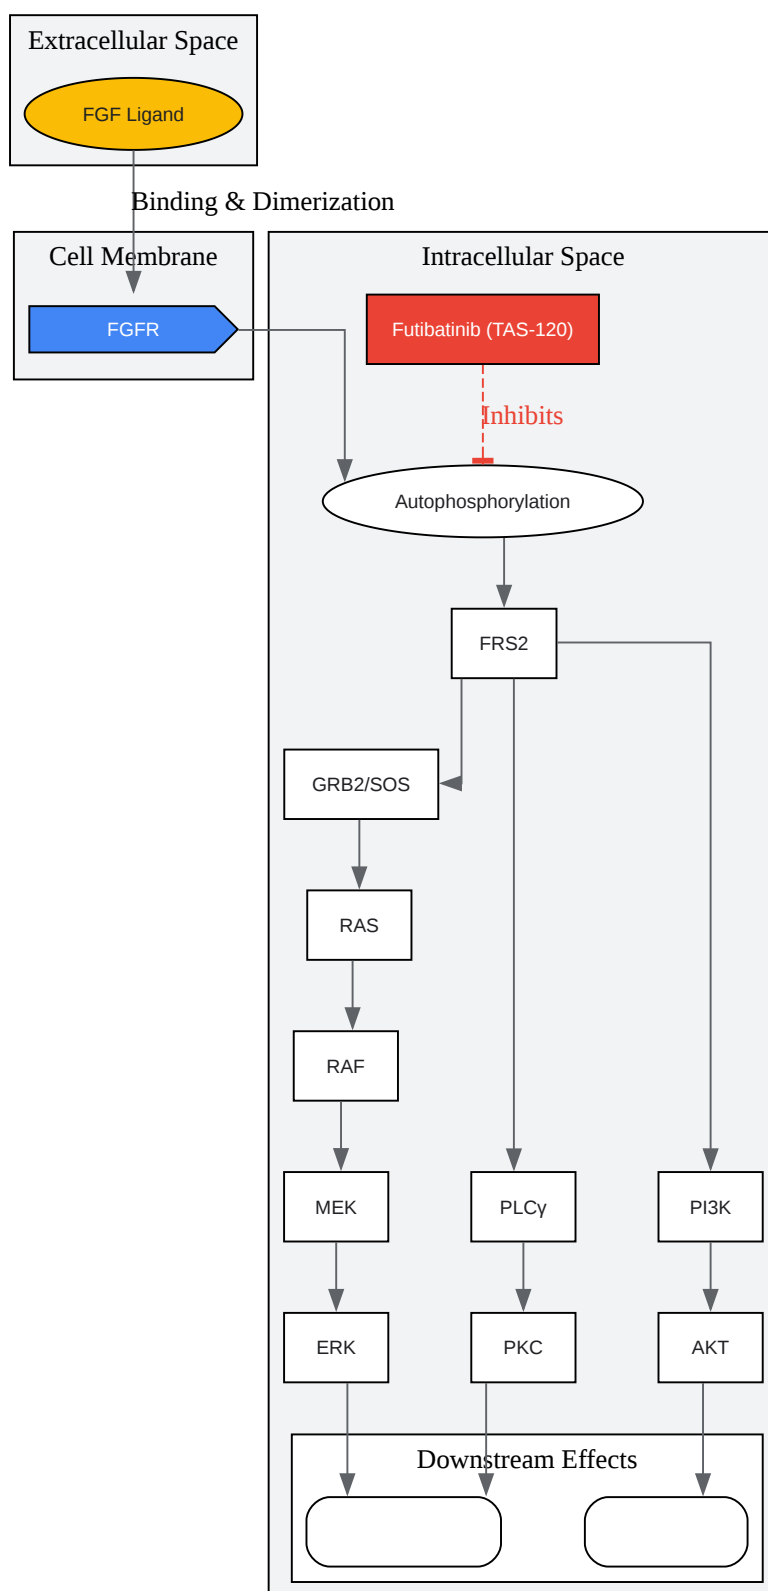 Extracellular Space
FGF Ligand
Binding & Dimerization
Cell Membrane
FGFR
Intracellular Space
Futibatinib (TAS-120)
Inhibits
Autophosphorylation
FRS2
GRB2/SOS
RAS
RAF
MEK
PLCγ
PI3K
ERK
PKC
AKT
Downstream Effects